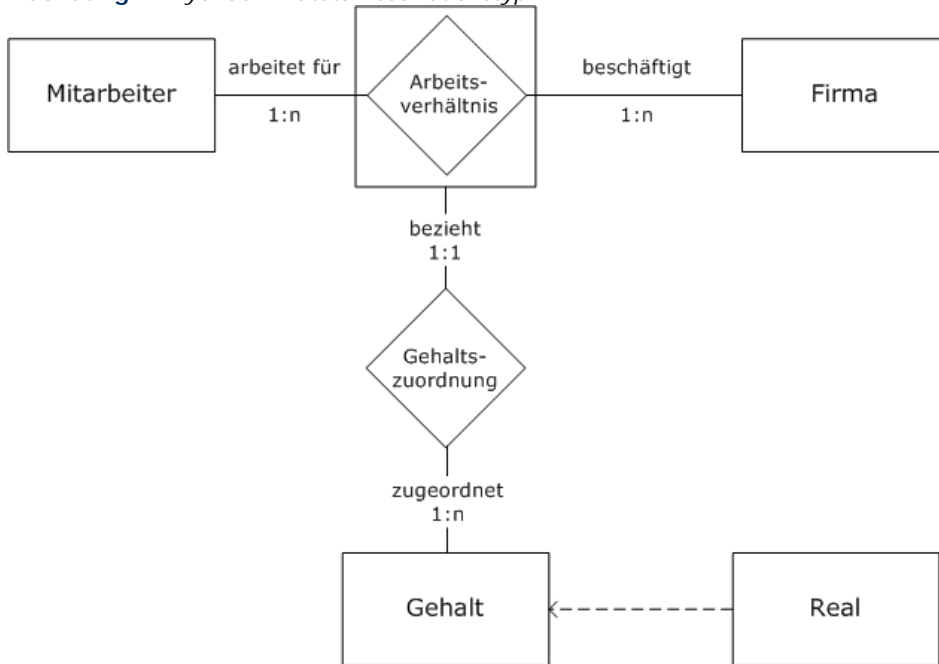 arbeitet für
beschäftigt
Mitarbeiter
Arbeits-
verhältnis
Firma
1:n
1:n
bezieht
1:1
Gehalts-
zuordnung
zugeordnet
1:n
Gehalt
Real